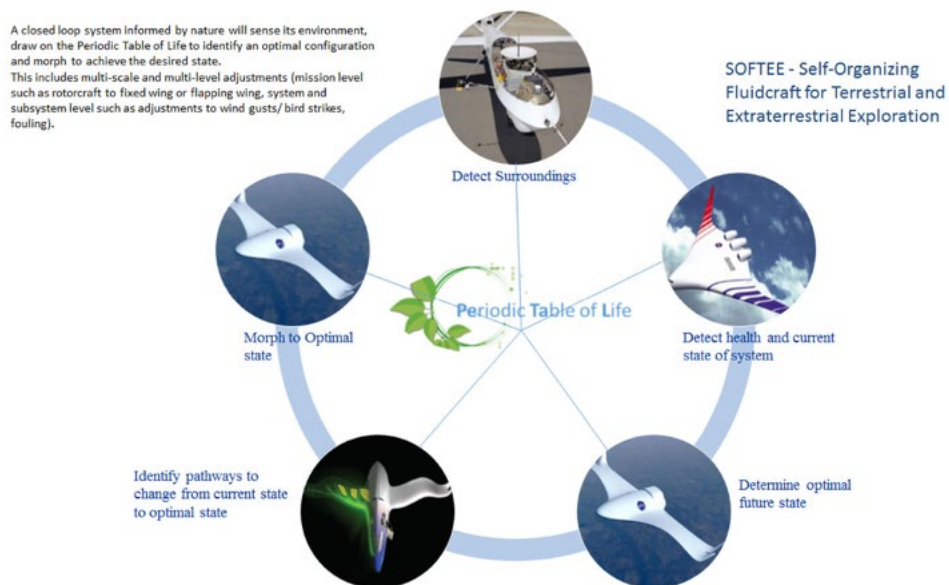 A closed loop system informed by nature will sense its environment,
draw on the Periodic Table of Life to identify an optimal configuration
and morph to achieve the desired state.
This includes multi-scale and multi-level adjustments (mission level
such as rotorcraft to fixed wing or flapping wing, system and
subsystem level such as adjustments to wind gusts/ bird strikes,
fouling).
SOFTEE - Self-Organizing
Fluidcraft for Terrestrial and
Extraterrestrial Exploration
Detect Surroundings
Detect health and current
state of system
Determine optimal
future state
Identify pathways to
change from current state
to optimal state
Morph to Optimal
state
Periodic Table of Life